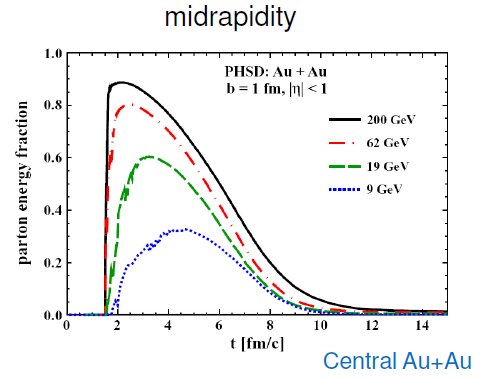 midrapidity
PHSD: Au + Au
b = 1 fm, |η| < 1
200 GeV
62 GeV
19 GeV
9 GeV
parton energy fraction
1.0
0.8
0.6
0.4
0.2
0.0
0 2 4 6 8 10 12 14
t [fm/c]
Central Au+Au